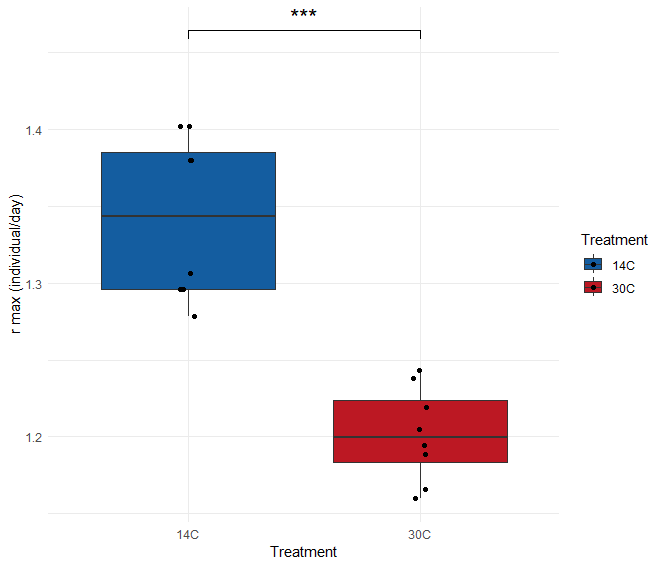 ***
1.4
1.3
1.2
r max (individual/day)
14C
30C
Treatment
Treatment
14C
30C